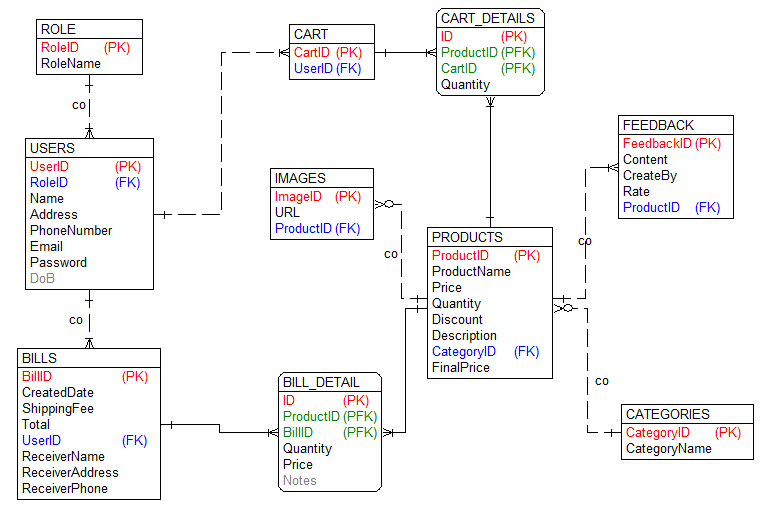 ROLE
RoleID (PK)
RoleName
co
USERS
UserID (PK)
RoleID (FK)
Name
Address
PhoneNumber
Email
Password
DoB
co
BILLS
BillID (PK)
CreatedDate
ShippingFee
Total
UserID (FK)
ReceiverName
ReceiverAddress
ReceiverPhone
CART
CartID (PK)
UserID (FK)
CART_DETAILS
ID (PK)
ProductID (PFK)
CartID (PFK)
Quantity
IMAGES
ImageID (PK)
URL
ProductID (FK)
co
PRODUCTS
ProductID (PK)
ProductName
Price
Quantity
Discount
Description
CategoryID (FK)
FinalPrice
BILL_DETAIL
ID (PK)
ProductID (PFK)
BillID (PFK)
Quantity
Price
Notes
FEEDBACK
FeedbackID (PK)
Content
CreateBy
Rate
ProductID (FK)
co
co
CATEGORIES
CategoryID (PK)
CategoryName